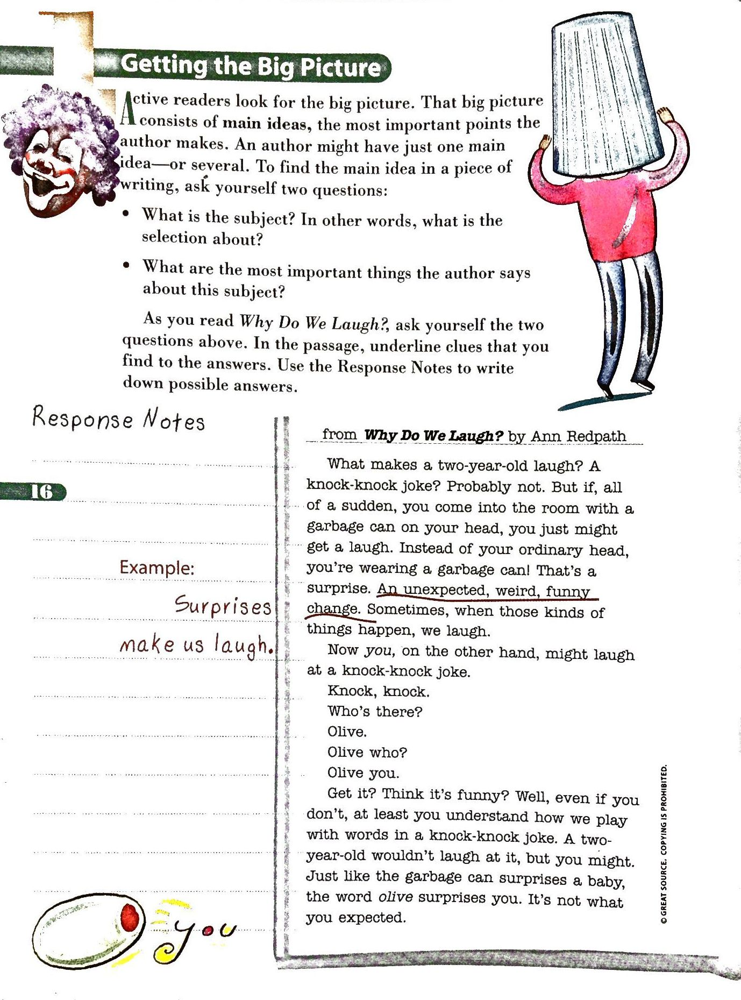 Getting the Big Picture
Active readers look for the big picture. That big picture
consists of main ideas, the most important points the
author makes. An author might have just one main
idea—or several. To find the main idea in a piece of
writing, ask yourself two questions:
• What is the subject? In other words, what is the
selection about?
• What are the most important things the author says
about this subject?
As you read Why Do We Laugh?, ask yourself the two
questions above. In the passage, underline clues that you
find to the answers. Use the Response Notes to write
down possible answers.
Response Notes
16
Example:
Surprises
make us laugh.
you
from Why Do We Laugh? by Ann Redpath
What makes a two-year-old laugh? A
knock-knock joke? Probably not. But if, all
of a sudden, you come into the room with a
garbage can on your head, you just might
get a laugh. Instead of your ordinary head,
you're wearing a garbage can! That's a
surprise. An unexpected, weird, funny
change. Sometimes, when those kinds of
things happen, we laugh.
Now you, on the other hand, might laugh
at a knock-knock joke.
Knock, knock.
Who's there?
Olive.
Olive who?
Olive you.
Get it? Think it's funny? Well, even if you
don't, at least you understand how we play
with words in a knock-knock joke. A two-
year-old wouldn't laugh at it, but you might.
Just like the garbage can surprises a baby,
the word olive surprises you. It's not what
you expected.
© GREAT SOURCE. COPYING IS PROHIBITED.